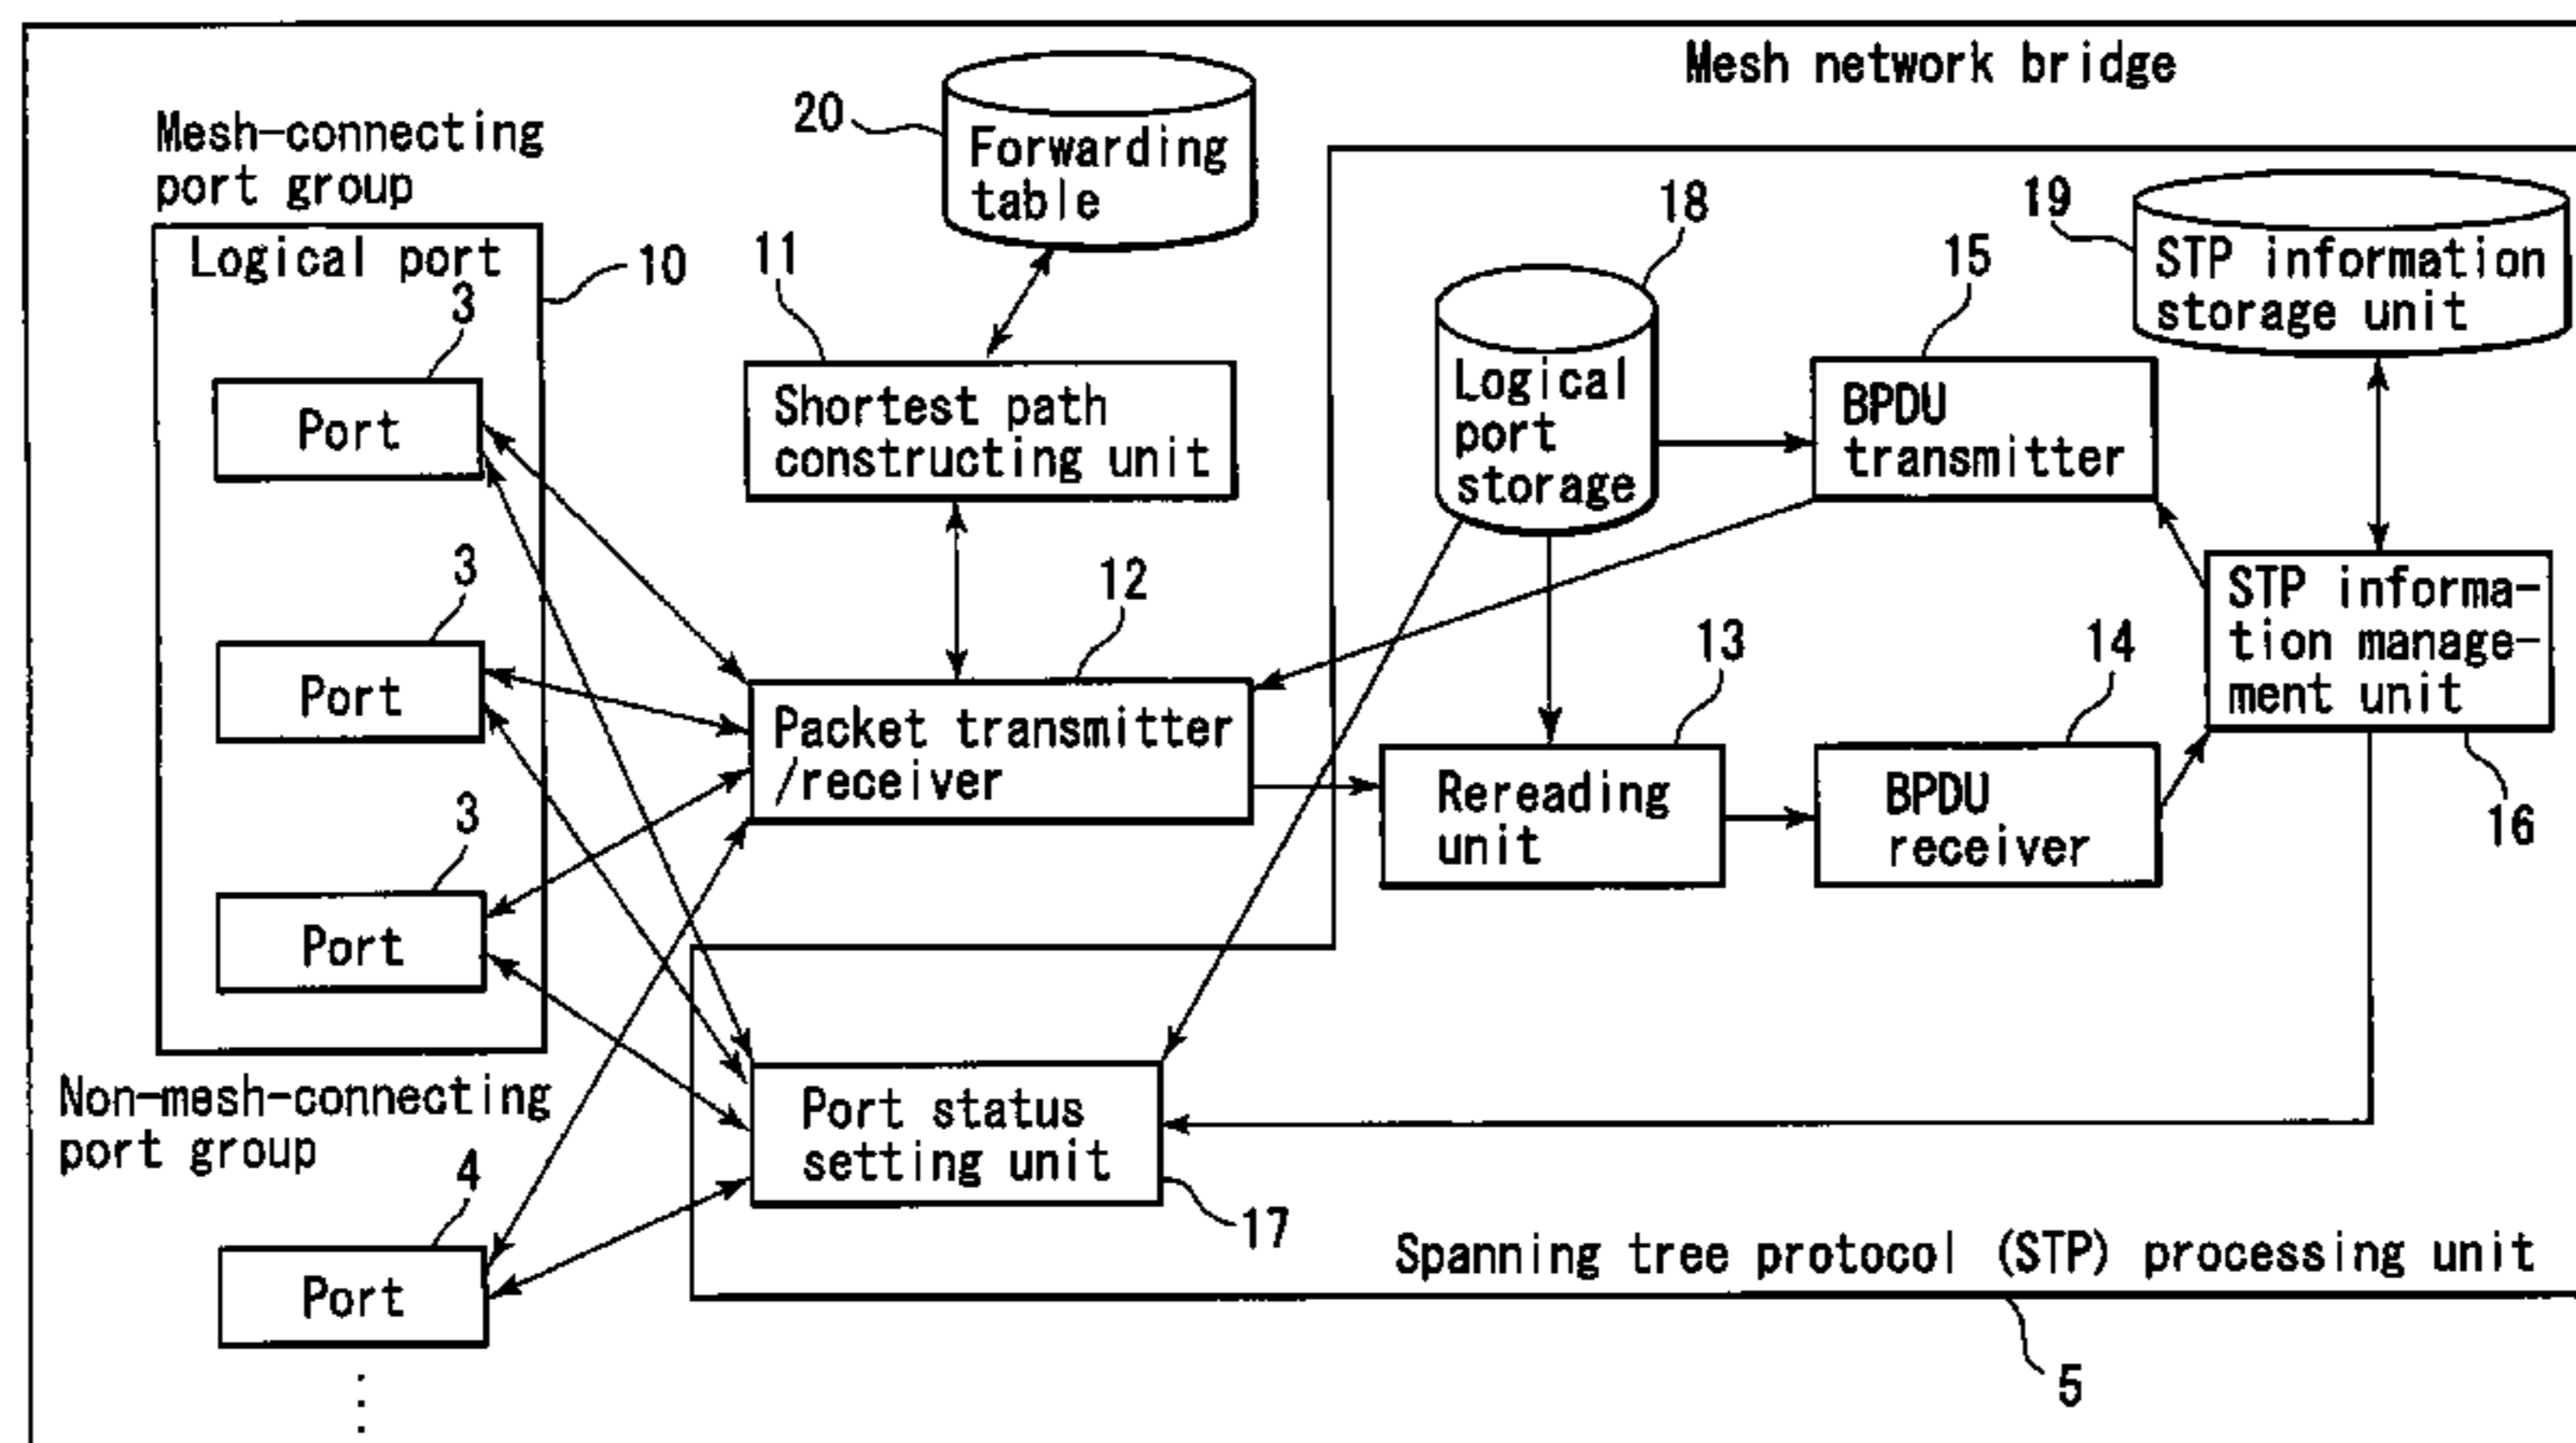 Mesh network bridge
Mesh-connecting
port group
Logical port
10
3
Port
3
Port
3
Port
Non-mesh-connecting
port group
4
Port
20
Forwarding
table
11
Shortest path
constructing unit
12
Packet transmitter
/receiver
18
Logical
port
storage
15
BPDU
transmitter
19
STP information
storage unit
13
Rereading
unit
14
BPDU
receiver
STP informa-
tion manage-
ment unit
16
Port status
setting unit
17
Spanning tree protocol (STP) processing unit
5